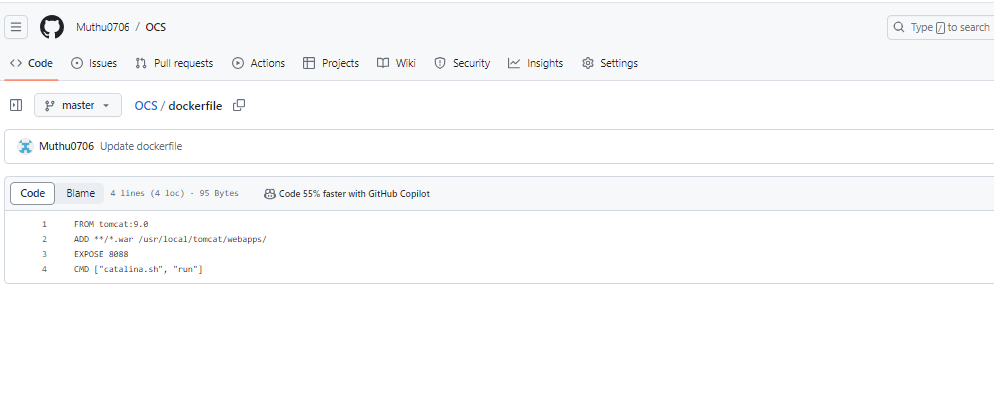 Muthu0706 / OCS
Type / to search
Code Issues Pull requests Actions Projects Wiki Security Insights Settings
master OCS / dockerfile
Muthu0706 Update dockerfile
Code Blame 4 lines (4 loc) · 95 Bytes Code 55% faster with GitHub Copilot
1 FROM tomcat:9.0
2 ADD **/*.war /usr/local/tomcat/webapps/
3 EXPOSE 8088
4 CMD ["catalina.sh", "run"]